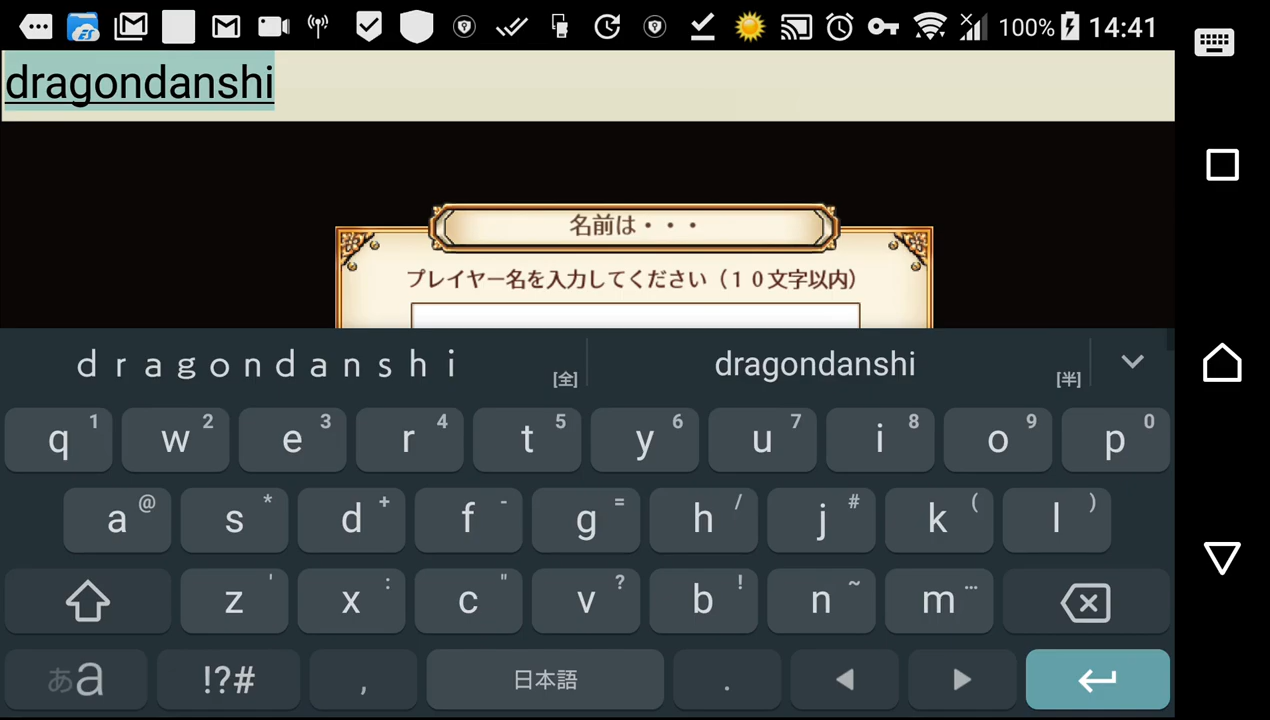 100% 14:41
dragondanshi
名前は・・・
プレイヤー名を入力してください（１０文字以内）
ｄｒａｇｏｎｄａｎｓｈｉ [全] dragondanshi [半]
q 1 w 2 e 3 r 4 t 5 y 6 u 7 i 8 o 9 p 0
a @ s * d + f - g = h / j # k ( l )
z ' x : c " v ? b ! n ~ m …
あa !?# , 日本語 .